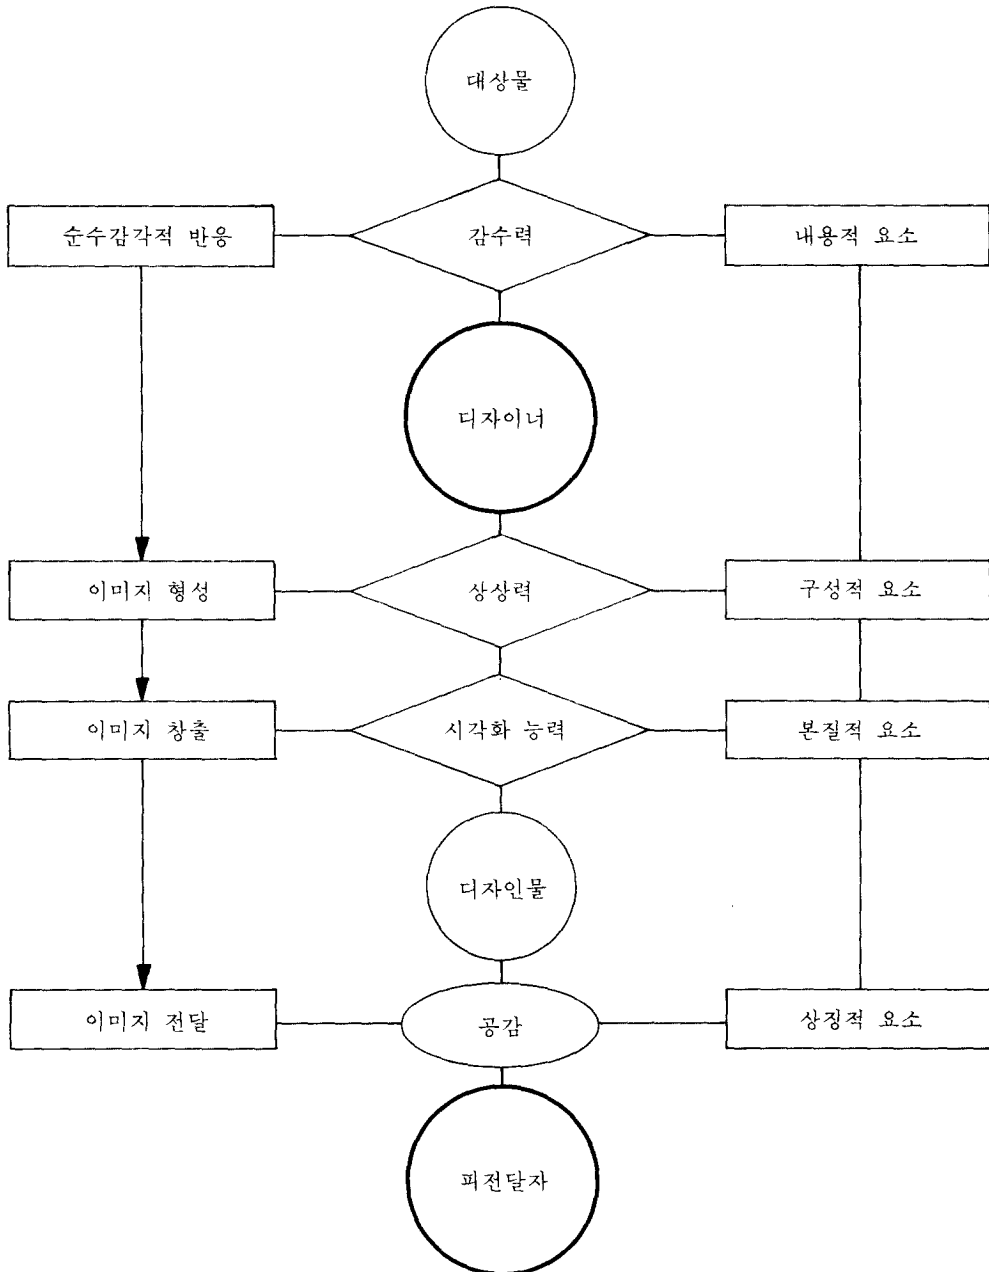 대상물
순수감각적 반응
감수력
내용적 요소
디자이너
이미지 형성
상상력
구성적 요소
이미지 창출
시각화 능력
본질적 요소
디자인물
이미지 전달
공감
상징적 요소
피전달자